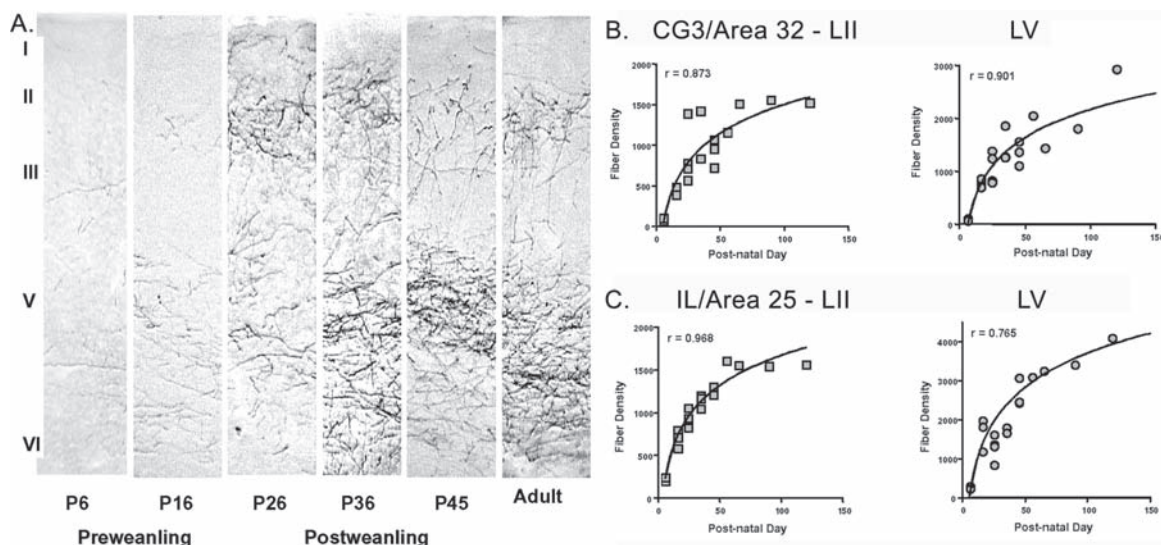 A.
I
II
III
V
VI
P6 P16 P26 P36 P45 Adult
Preweanling Postweanling
B. CG3/Area 32 - LII LV
r = 0.873
Fiber Density
2000
1500
1000
500
0
0 50 100 150
Post-natal Day
r = 0.901
Fiber Density
3000
2000
1000
0
0 50 100 150
Post-natal Day
C. IL/Area 25 - LII LV
r = 0.968
Fiber Density
2000
1500
1000
500
0
0 50 100 150
Post-natal Day
r = 0.765
Fiber Density
4000
3000
2000
1000
0
0 50 100 150
Post-natal Day